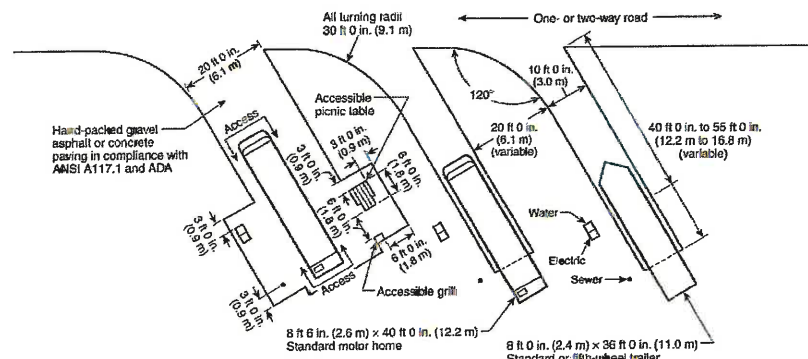 All turning radii
30 ft 0 in. (9.1 m)
One- or two-way road
20 ft 0 in.
(6.1 m)
10 ft 0 in.
(3.0 m)
120°
Accessible
picnic table
Hand-packed gravel
asphalt or concrete
paving in compliance with
ANSI A117.1 and ADA
Access
3 ft 0 in.
(0.9 m)
3 ft 0 in.
(0.9 m)
6 ft 0 in.
(1.8 m)
20 ft 0 in.
(6.1 m)
(variable)
40 ft 0 in. to 55 ft 0 in.
(12.2 m to 16.8 m)
(variable)
6 ft 0 in.
(1.8 m)
3 ft 0 in.
(0.9 m)
Water
Electric
6 ft 0 in.
(1.8 m)
Sewer
3 ft 0 in.
(0.9 m)
Access
Accessible grill
8 ft 6 in. (2.6 m) × 40 ft 0 in. (12.2 m)
Standard motor home
8 ft 0 in. (2.4 m) × 36 ft 0 in. (11.0 m)
Standard or fifth-wheel trailer